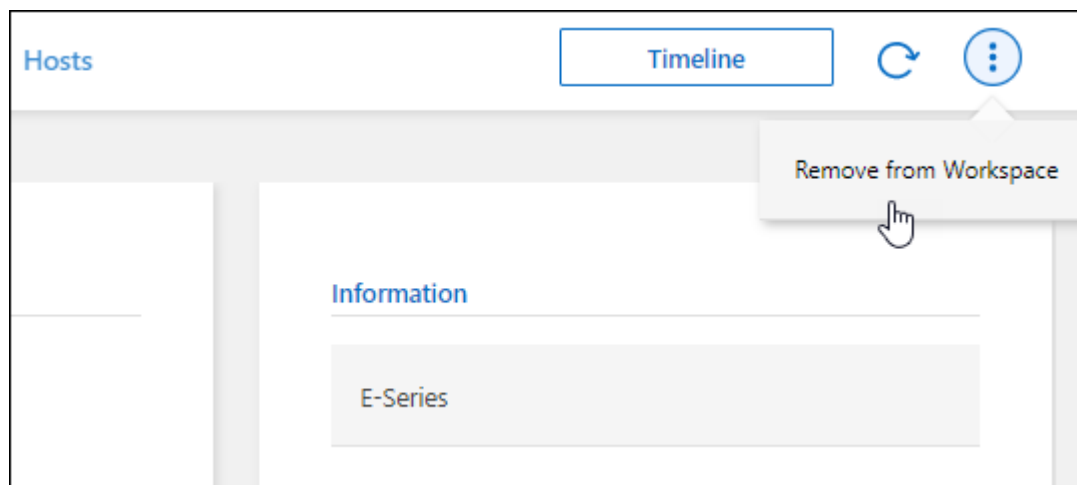 Hosts
Timeline
Remove from Workspace
Information
E-Series